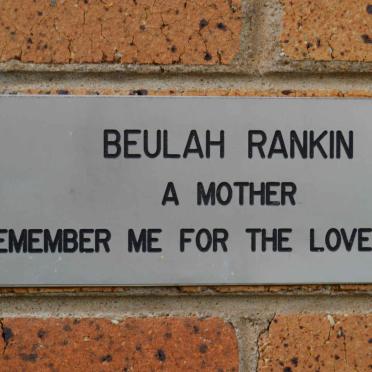 BEULAH RANKIN
A MOTHER
EMEMBER ME FOR THE LOVE